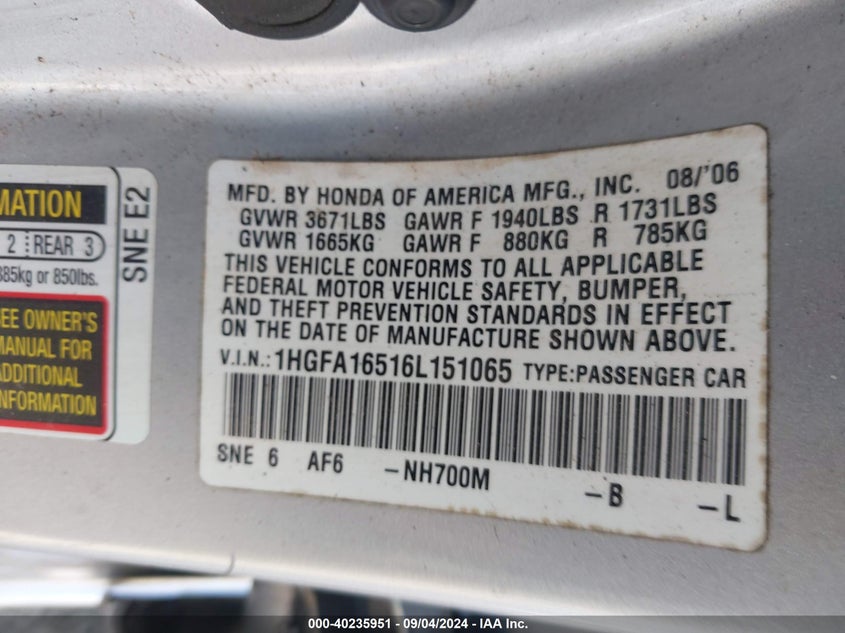 MATION
2 REAR 3
385kg or 850lbs.
SEE OWNER'S
MANUAL FOR
ADDITIONAL
INFORMATION
SNE E2
MFD. BY HONDA OF AMERICA MFG., INC. 08/'06
GVWR 3671LBS GAWR F 1940LBS R 1731LBS
GVWR 1665KG GAWR F 880KG R 785KG
THIS VEHICLE CONFORMS TO ALL APPLICABLE
FEDERAL MOTOR VEHICLE SAFETY, BUMPER,
AND THEFT PREVENTION STANDARDS IN EFFECT
ON THE DATE OF MANUFACTURE SHOWN ABOVE.
V.I.N.: 1HGFA16516L151065 TYPE:PASSENGER CAR
SNE 6 AF6 -NH700M -B -L
000-40235951 - 09/04/2024 - IAA Inc.